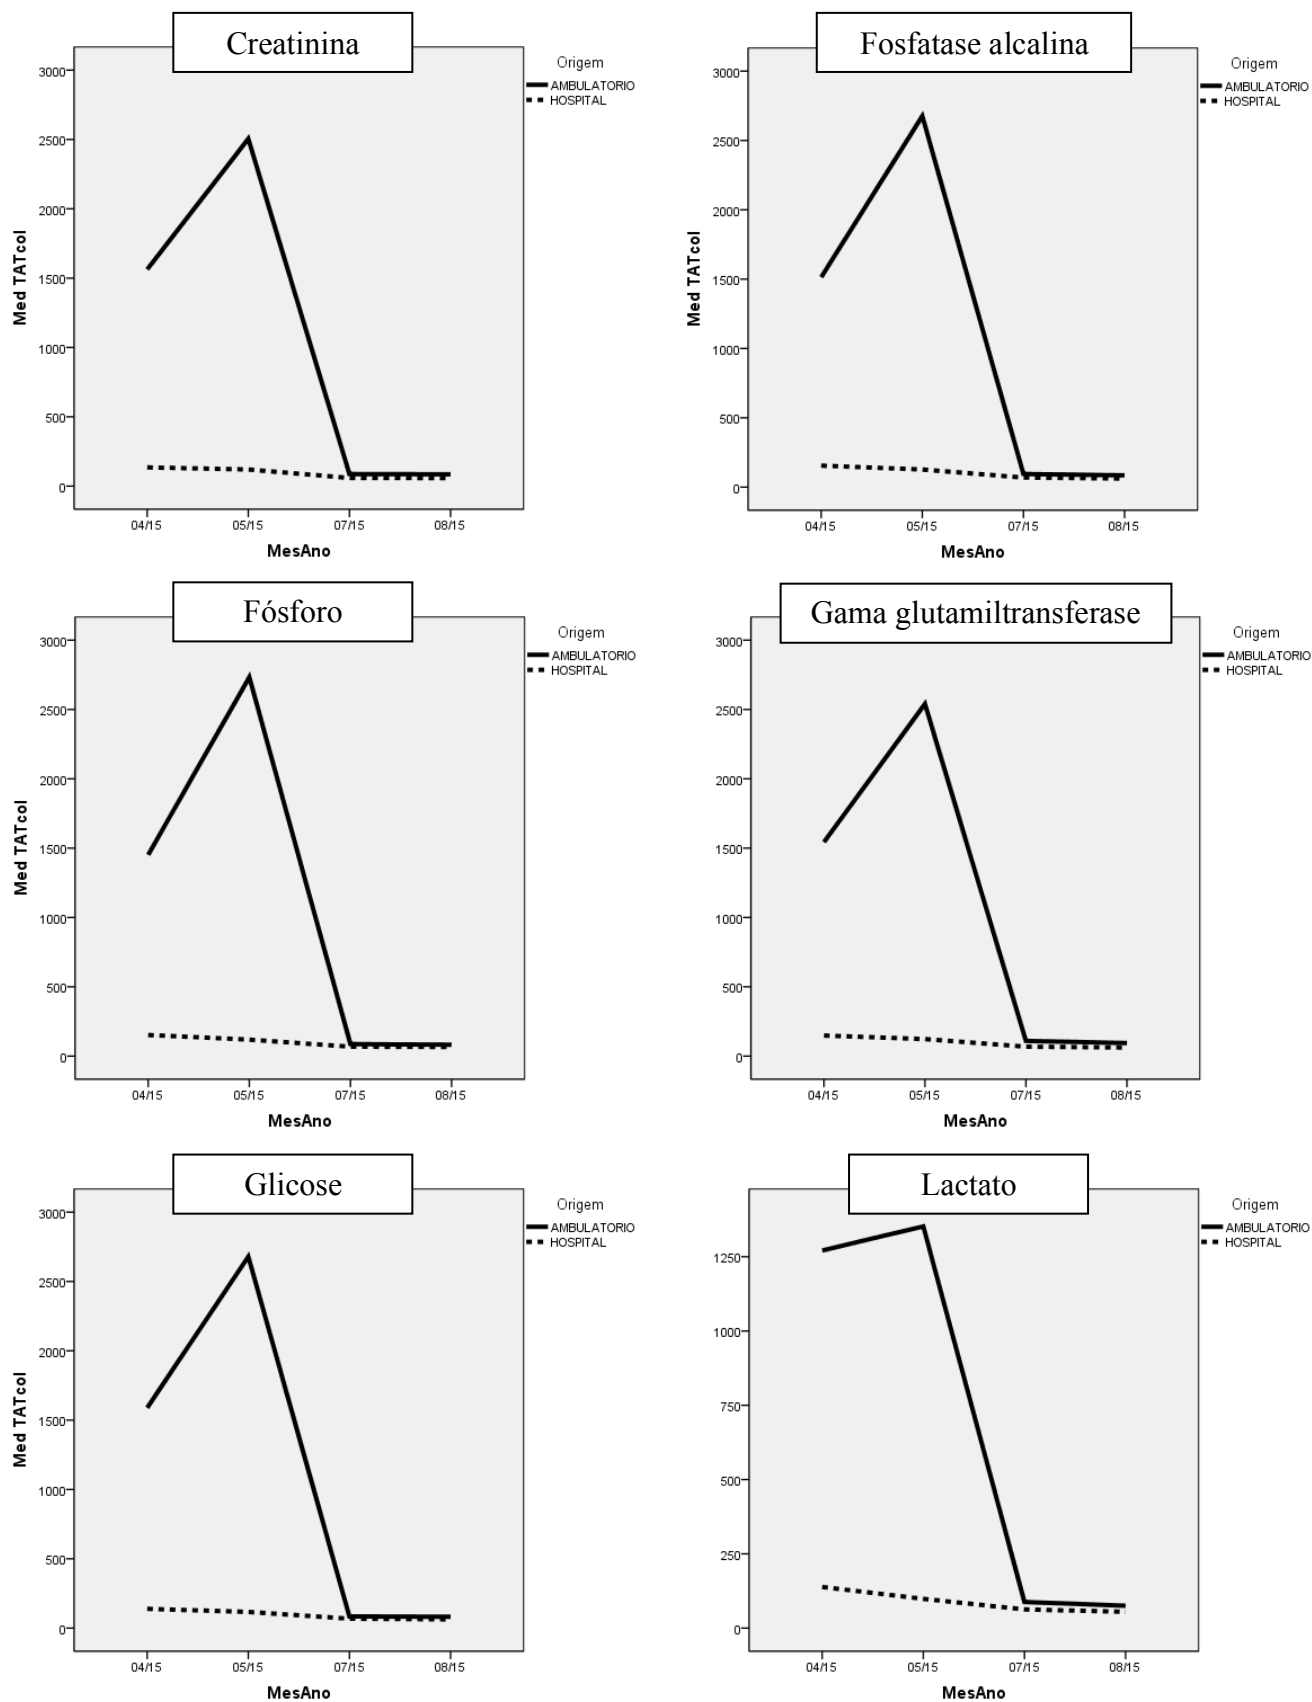 Creatinina
Origem
AMBULATORIO
HOSPITAL
3000
2500
2000
1500
1000
500
0
Med TATcol
04/15 05/15 07/15 08/15
MesAno
Fosfatase alcalina
Origem
AMBULATORIO
HOSPITAL
3000
2500
2000
1500
1000
500
0
Med TATcol
04/15 05/15 07/15 08/15
MesAno
Fósforo
Origem
AMBULATORIO
HOSPITAL
3000
2500
2000
1500
1000
500
0
Med TATcol
04/15 05/15 07/15 08/15
MesAno
Gama glutamiltransferase
Origem
AMBULATORIO
HOSPITAL
3000
2500
2000
1500
1000
500
0
04/15 05/15 07/15 08/15
MesAno
Glicose
Origem
AMBULATORIO
HOSPITAL
3000
2500
2000
1500
1000
500
0
Med TATcol
04/15 05/15 07/15 08/15
MesAno
Lactato
Origem
AMBULATORIO
HOSPITAL
1250
1000
750
500
250
0
04/15 05/15 07/15 08/15
MesAno